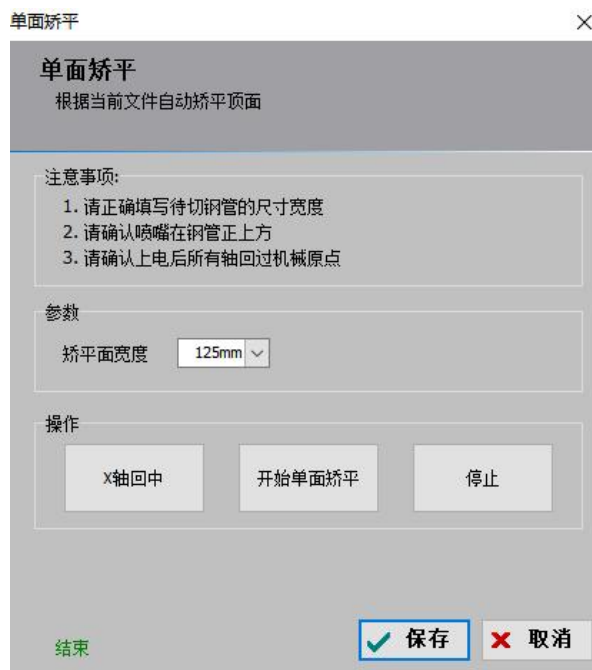 单面矫平
单面矫平
根据当前文件自动矫平顶面
注意事项:
1. 请正确填写待切钢管的尺寸宽度
2. 请确认喷嘴在钢管正上方
3. 请确认上电后所有轴回过机械原点
参数
矫平面宽度 125mm
操作
X轴回中 开始单面矫平 停止
结束 保存 取消